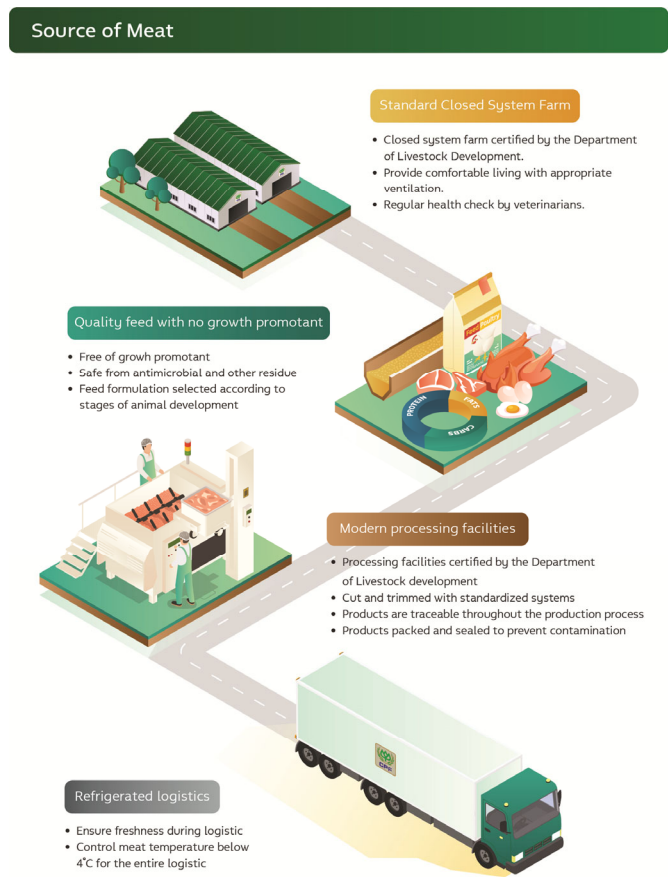 Source of Meat
Standard Closed System Farm
• Closed system farm certified by the Department
of Livestock Development.
• Provide comfortable living with appropriate
ventilation.
• Regular health check by veterinarians.
Quality feed with no growth promotant
• Free of growth promotant
• Safe from antimicrobial and other residue
• Feed formulation selected according to
stages of animal development
Feed Poultry
PROTEIN
FATS
CARBS
Modern processing facilities
• Processing facilities certified by the Department
of Livestock development
• Cut and trimmed with standardized systems
• Products are traceable throughout the production process
• Products packed and sealed to prevent contamination
CPF
Refrigerated logistics
• Ensure freshness during logistic
• Control meat temperature below
4°C for the entire logistic